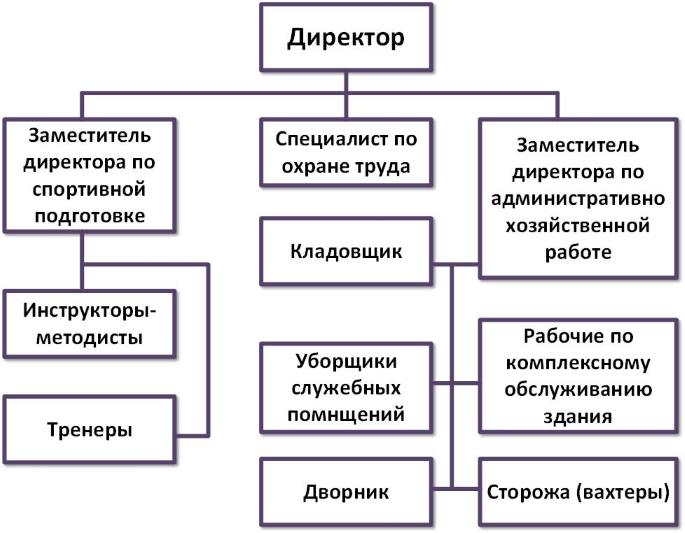 Директор
Заместитель
директора по
спортивной
подготовке
Специалист по
охране труда
Заместитель
директора по
административно
хозяйственной
работе
Кладовщик
Инструкторы-
методисты
Уборщики
служебных
помнщений
Рабочие по
комплексному
обслуживанию
здания
Тренеры
Дворник
Сторожа (вахтеры)